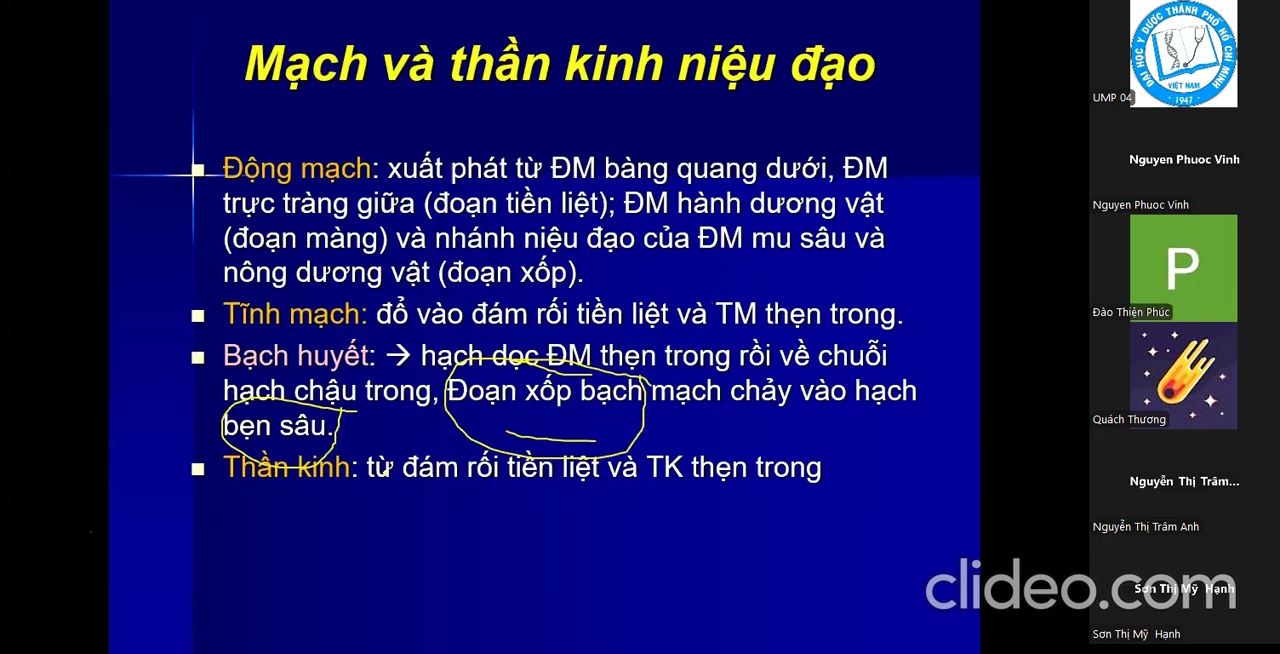 Mạch và thần kinh niệu đạo
Động mạch: xuất phát từ ĐM bàng quang dưới, ĐM
trực tràng giữa (đoạn tiền liệt); ĐM hành dương vật
(đoạn màng) và nhánh niệu đạo của ĐM mu sâu và
nông dương vật (đoạn xốp).
Tĩnh mạch: đổ vào đám rối tiền liệt và TM thẹn trong.
Bạch huyết: → hạch dọc ĐM thẹn trong rồi về chuỗi
hạch chậu trong, Đoạn xốp bạch mạch chảy vào hạch
bẹn sâu.
Thần kinh: từ đám rối tiền liệt và TK thẹn trong
ĐẠI HỌC Y DƯỢC THÀNH PHỐ HỒ CHÍ MINH
VIỆT NAM
1947
UMP 04
Nguyen Phuoc Vinh
Nguyen Phuoc Vinh
P
Đào Thiện Phúc
Quách Thương
Nguyễn Thị Trâm...
Nguyễn Thị Trâm Anh
Sơn Thị Mỹ Hạnh
Sơn Thị Mỹ Hạnh
clideo.com